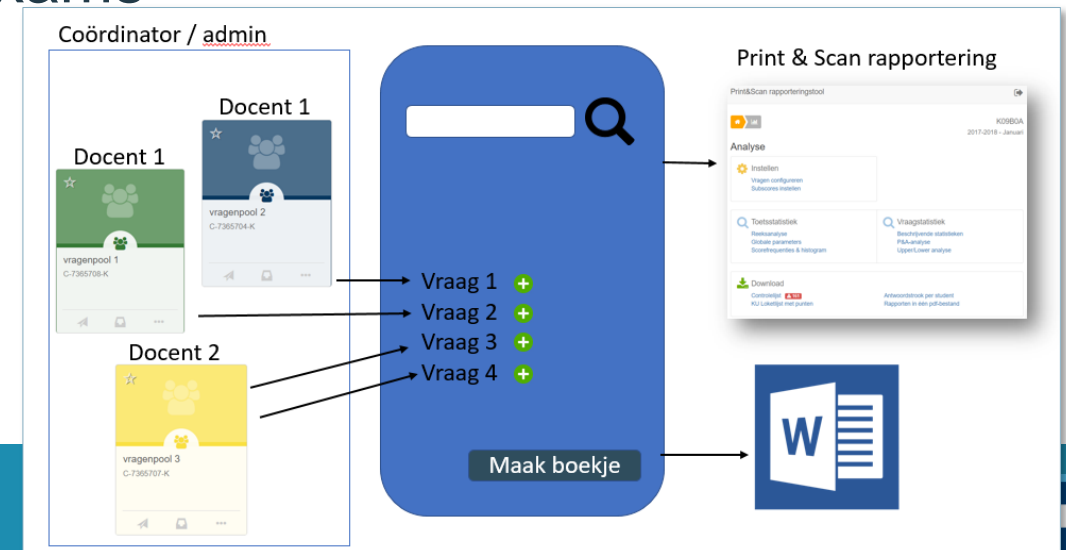 Coördinator / admin
Docent 1
vragenpool 2
C-7365704-K
Docent 1
vragenpool 1
C-7365708-K
Docent 2
vragenpool 3
C-7365707-K
Vraag 1
Vraag 2
Vraag 3
Vraag 4
Maak boekje
Print & Scan rapportering
Print&Scan rapporteringstool
K09B0A
2017-2018 - Januari
Analyse
Instellen
Vragen configureren
Subscores instellen
Toetsstatistiek
Reeksanalyse
Globale parameters
Scorefrequenties & histogram
Vraagstatistiek
Beschrijvende statistieken
P&A-analyse
Upper/Lower analyse
Download
Controlelijst
KU Loketlijst met punten
Antwoordstrook per student
Rapporten in één pdf-bestand
W